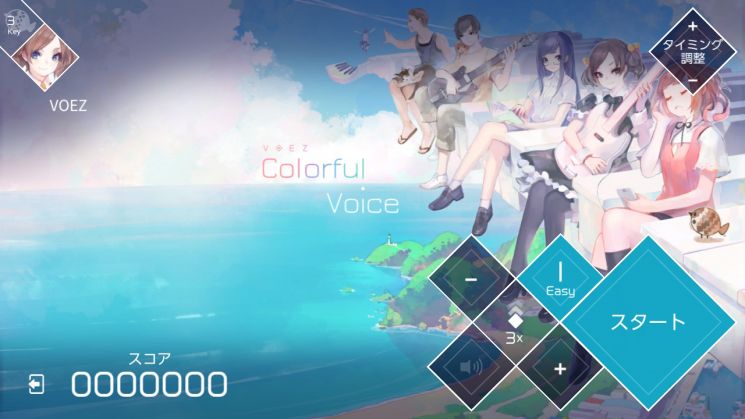 3
Key
VOEZ
+
タイミング
調整
−
VOEZ
Colorful
Voice
−
1
Easy
3x
スタート
+
スコア
0000000